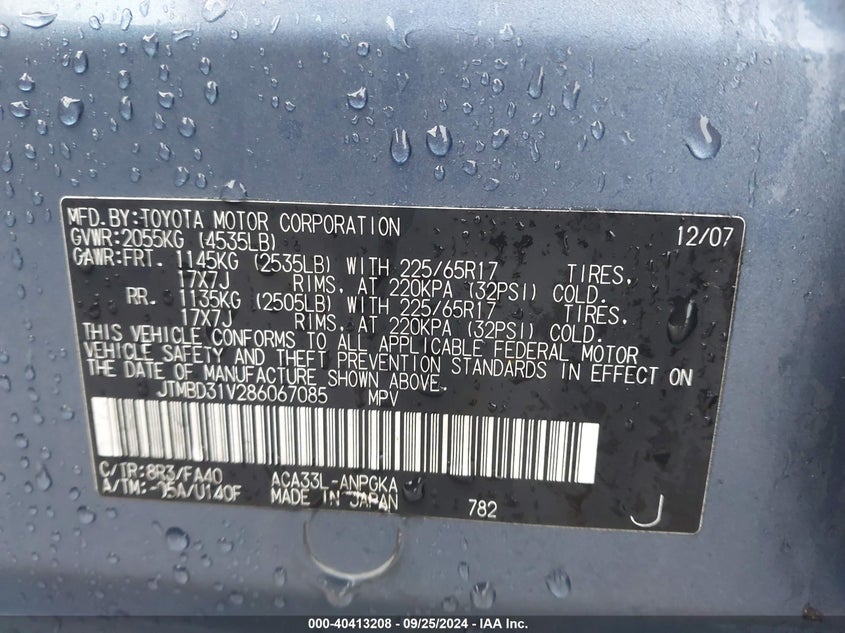 MFD.BY:TOYOTA MOTOR CORPORATION 12/07
GVWR:2055KG (4535LB)
GAWR:FRT. 1145KG (2535LB) WITH 225/65R17 TIRES,
17X7J RIMS, AT 220KPA (32PSI) COLD.
RR. 1135KG (2505LB) WITH 225/65R17 TIRES,
17X7J RIMS, AT 220KPA (32PSI) COLD.
THIS VEHICLE CONFORMS TO ALL APPLICABLE FEDERAL MOTOR
VEHICLE SAFETY AND THEFT PREVENTION STANDARDS IN EFFECT ON
THE DATE OF MANUFACTURE SHOWN ABOVE.
JTMBD31V286067085 MPV
C/TR:8R3/FA40 ACA33L-ANPGKA
A/TM: /U140F MADE IN JAPAN 782 J
000-40413208 - 09/25/2024 - IAA Inc.